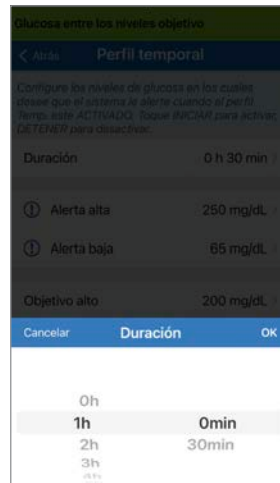 Glucosa entre los niveles objetivo
Atrás Perfil temporal
Configure los niveles de glucosa en los cuales
desee que el sistema le alerte cuando el perfil
Temp. esté ACTIVADO. Toque INICIAR para activar,
DETENER para desactivar.
Duración 0 h 30 min
Alerta alta 250 mg/dL
Alerta baja 65 mg/dL
Objetivo alto 200 mg/dL
Cancelar Duración OK
0h
1h 0min
2h 30min
3h